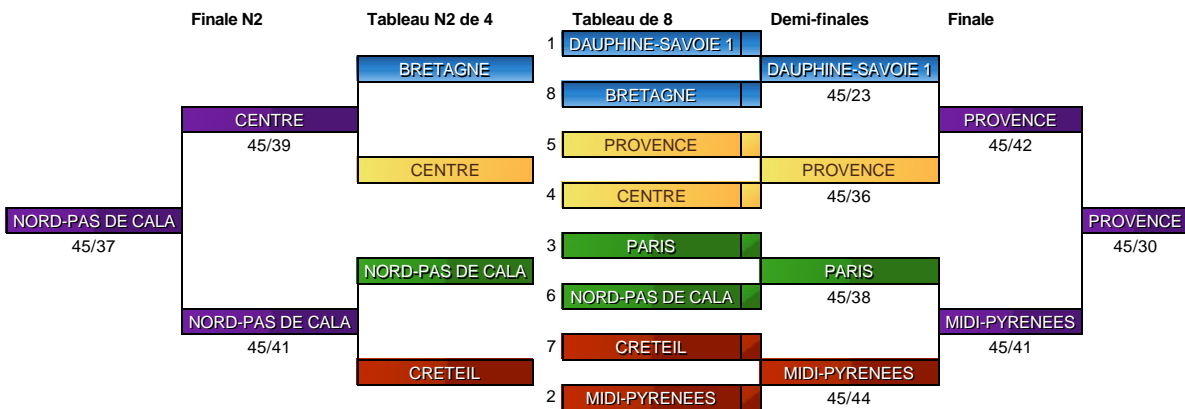 Finale N2 Tableau N2 de 4 Tableau de 8 Demi-finales Finale
1 DAUPHINE-SAVOIE 1
BRETAGNE DAUPHINE-SAVOIE 1
8 BRETAGNE 45/23
CENTRE PROVENCE
45/39 5 PROVENCE 45/42
CENTRE PROVENCE
4 CENTRE 45/36
NORD-PAS DE CALA PROVENCE
45/37 3 PARIS 45/30
NORD-PAS DE CALA PARIS
6 NORD-PAS DE CALA 45/38
NORD-PAS DE CALA MIDI-PYRENEES
45/41 7 CRETEIL 45/41
CRETEIL MIDI-PYRENEES
2 MIDI-PYRENEES 45/44